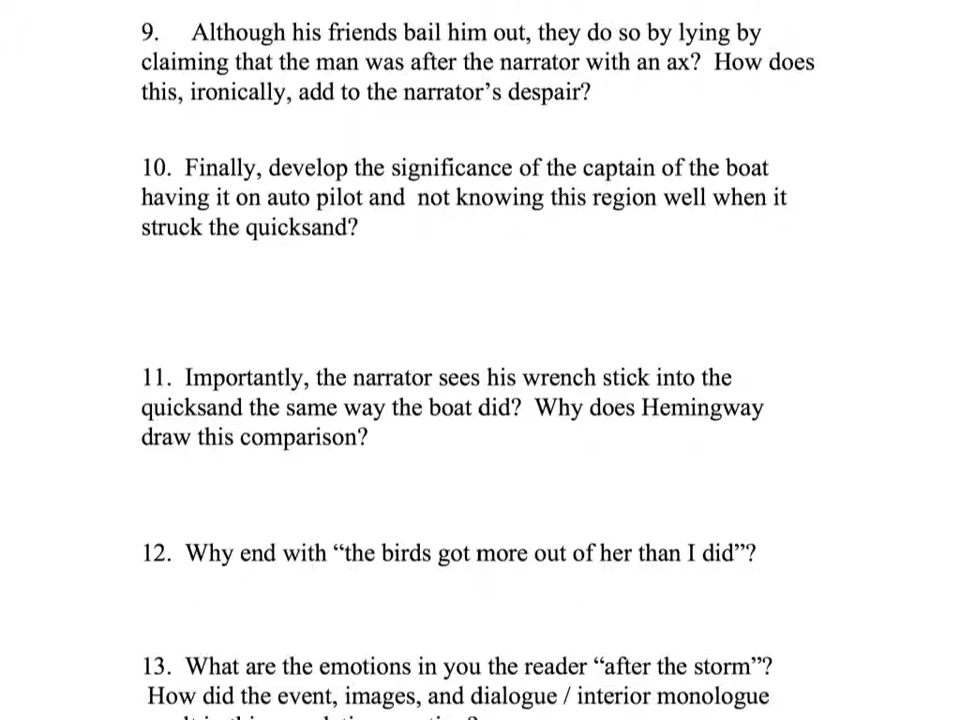 9. Although his friends bail him out, they do so by lying by
claiming that the man was after the narrator with an ax? How does
this, ironically, add to the narrator’s despair?
10. Finally, develop the significance of the captain of the boat
having it on auto pilot and not knowing this region well when it
struck the quicksand?
11. Importantly, the narrator sees his wrench stick into the
quicksand the same way the boat did? Why does Hemingway
draw this comparison?
12. Why end with “the birds got more out of her than I did”?
13. What are the emotions in you the reader “after the storm”?
How did the event, images, and dialogue / interior monologue